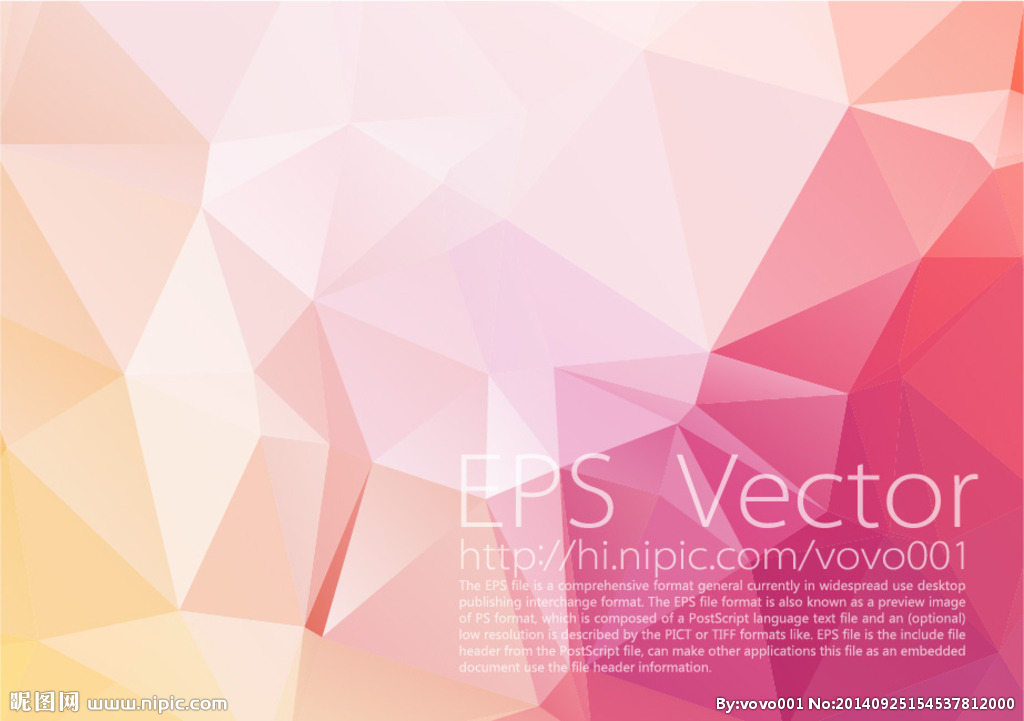 EPS Vector
http://hi.nipic.com/vovo001
The EPS file is a comprehensive format general currently in widespread use desktop
publishing interchange format. The EPS file format is also known as a preview image
of PS format, which is composed of a PostScript language text file and an (optional)
low resolution is described by the PICT or TIFF formats like. EPS file is the include file
header from the PostScript file, can make other applications this file as an embedded
document use the file header information.
昵图网 www.nipic.com
By:vovo001 No:20140925154537812000